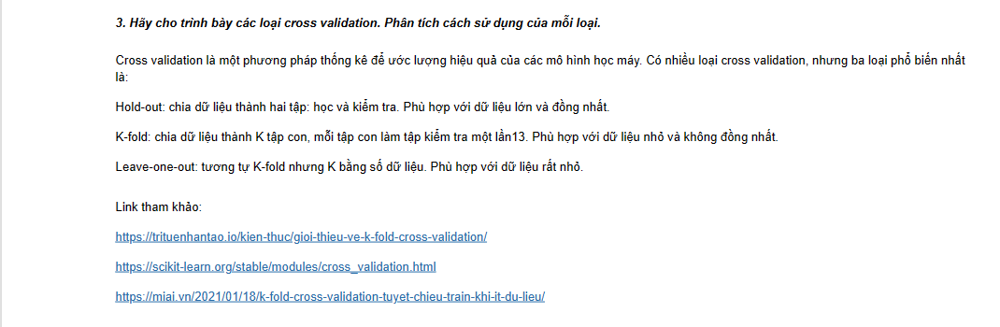 3. Hãy cho trình bày các loại cross validation. Phân tích cách sử dụng của mỗi loại.
Cross validation là một phương pháp thống kê để ước lượng hiệu quả của các mô hình học máy. Có nhiều loại cross validation, nhưng ba loại phổ biến nhất
là:
Hold-out: chia dữ liệu thành hai tập: học và kiểm tra. Phù hợp với dữ liệu lớn và đồng nhất.
K-fold: chia dữ liệu thành K tập con, mỗi tập con làm tập kiểm tra một lần13. Phù hợp với dữ liệu nhỏ và không đồng nhất.
Leave-one-out: tương tự K-fold nhưng K bằng số dữ liệu. Phù hợp với dữ liệu rất nhỏ.
Link tham khảo:
https://trituenhantao.io/kien-thuc/gioi-thieu-ve-k-fold-cross-validation/
https://scikit-learn.org/stable/modules/cross_validation.html
https://miai.vn/2021/01/18/k-fold-cross-validation-tuyet-chieu-train-khi-it-du-lieu/